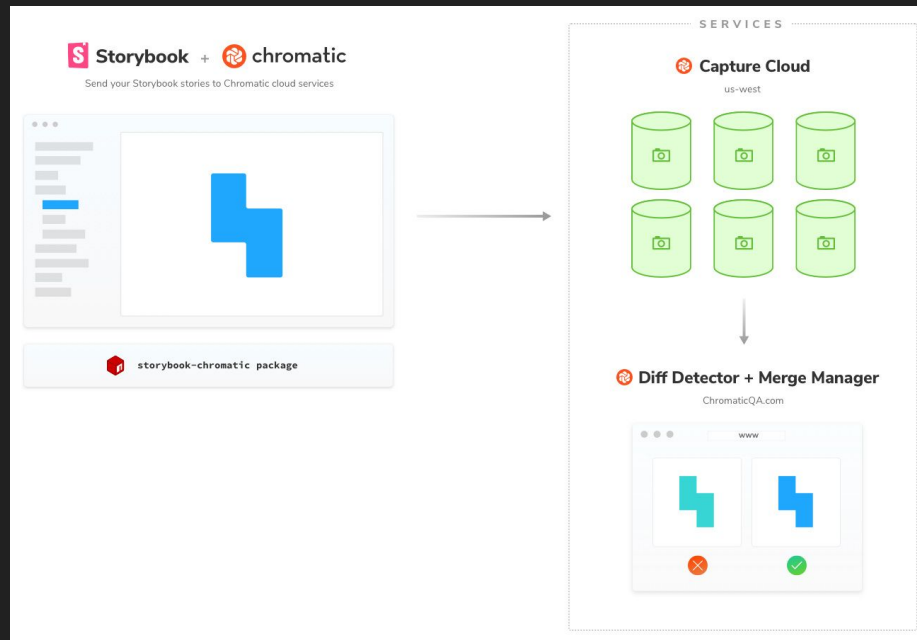 Storybook + chromatic
Send your Storybook stories to Chromatic cloud services
storybook-chromatic package
SERVICES
Capture Cloud
us-west
Diff Detector + Merge Manager
ChromaticQA.com
www